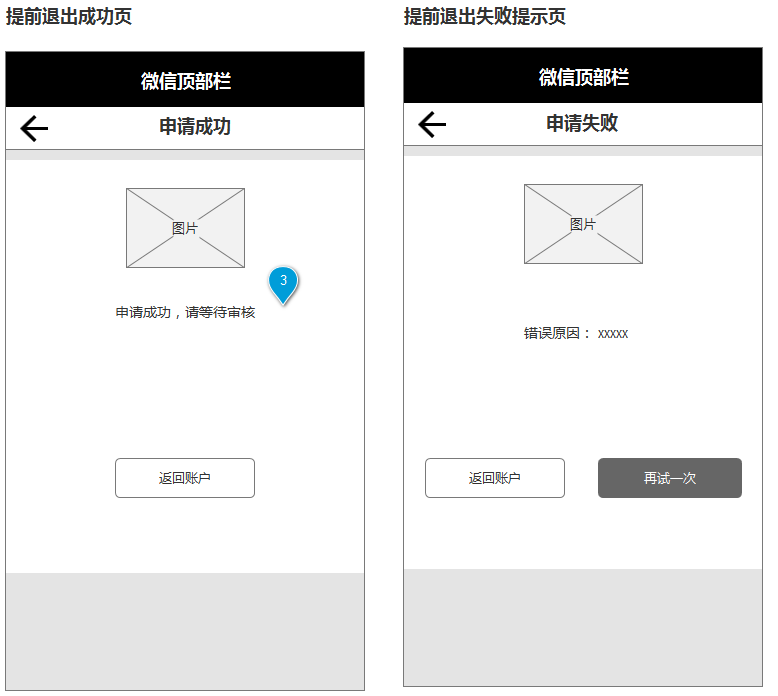 提前退出成功页
微信顶部栏
申请成功
图片
3
申请成功，请等待审核
返回账户
提前退出失败提示页
微信顶部栏
申请失败
图片
错误原因： xxxxx
返回账户
再试一次